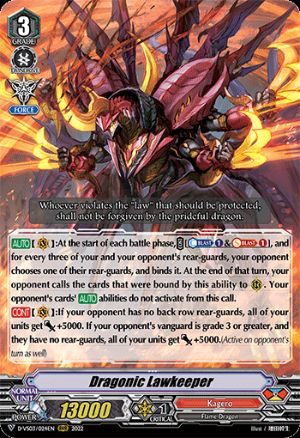 3
GRADE
FORCE
Whoever violates the "law" that should be protected,
shall not be forgiven by the prideful dragon.
AUTO [ ]:At the start of each battle phase, [ BLAST 1 & BLAST 1 ], and
for every three of your and your opponent's rear-guards, your opponent
chooses one of their rear-guards, and binds it. At the end of that turn, your
opponent calls the cards that were bound by this ability to . Your
opponent's cards' AUTO abilities do not activate from this call.
CONT [ ]:If your opponent has no back row rear-guards, all of your
units get +5000. If your opponent's vanguard is grade 3 or greater, and
they have no rear-guards, all of your units get +5000.(Active on opponent's
turn as well)
Dragonic Lawkeeper
NORMAL
UNIT
POWER
13000
1
CRITICAL
Kagero
Flame Dragon
D-VS03/024EN RRR 2022